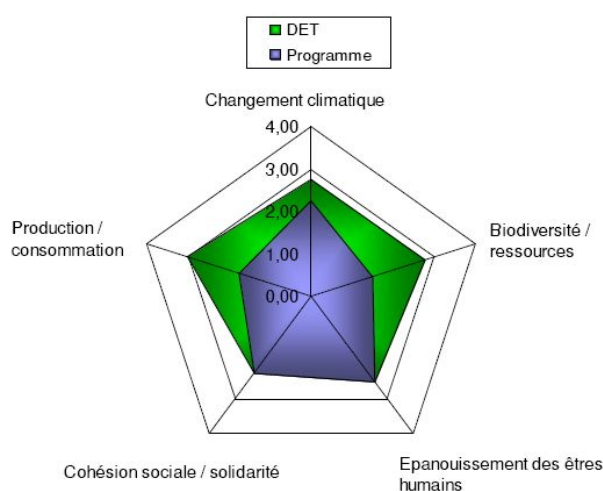 DET
Programme
Changement climatique
4,00
3,00
2,00
1,00
0,00
Production /
consommation
Biodiversité /
ressources
Cohésion sociale / solidarité
Epanouissement des êtres
humains